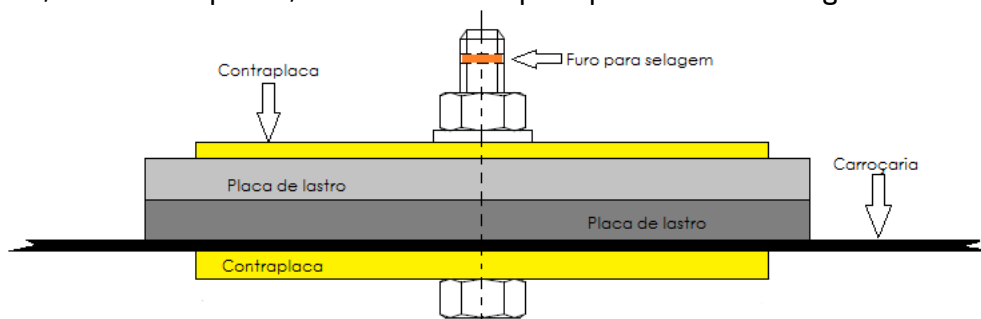 Furo para selagem
Contraplaca
Carroçaria
Placa de lastro
Placa de lastro
Contraplaca